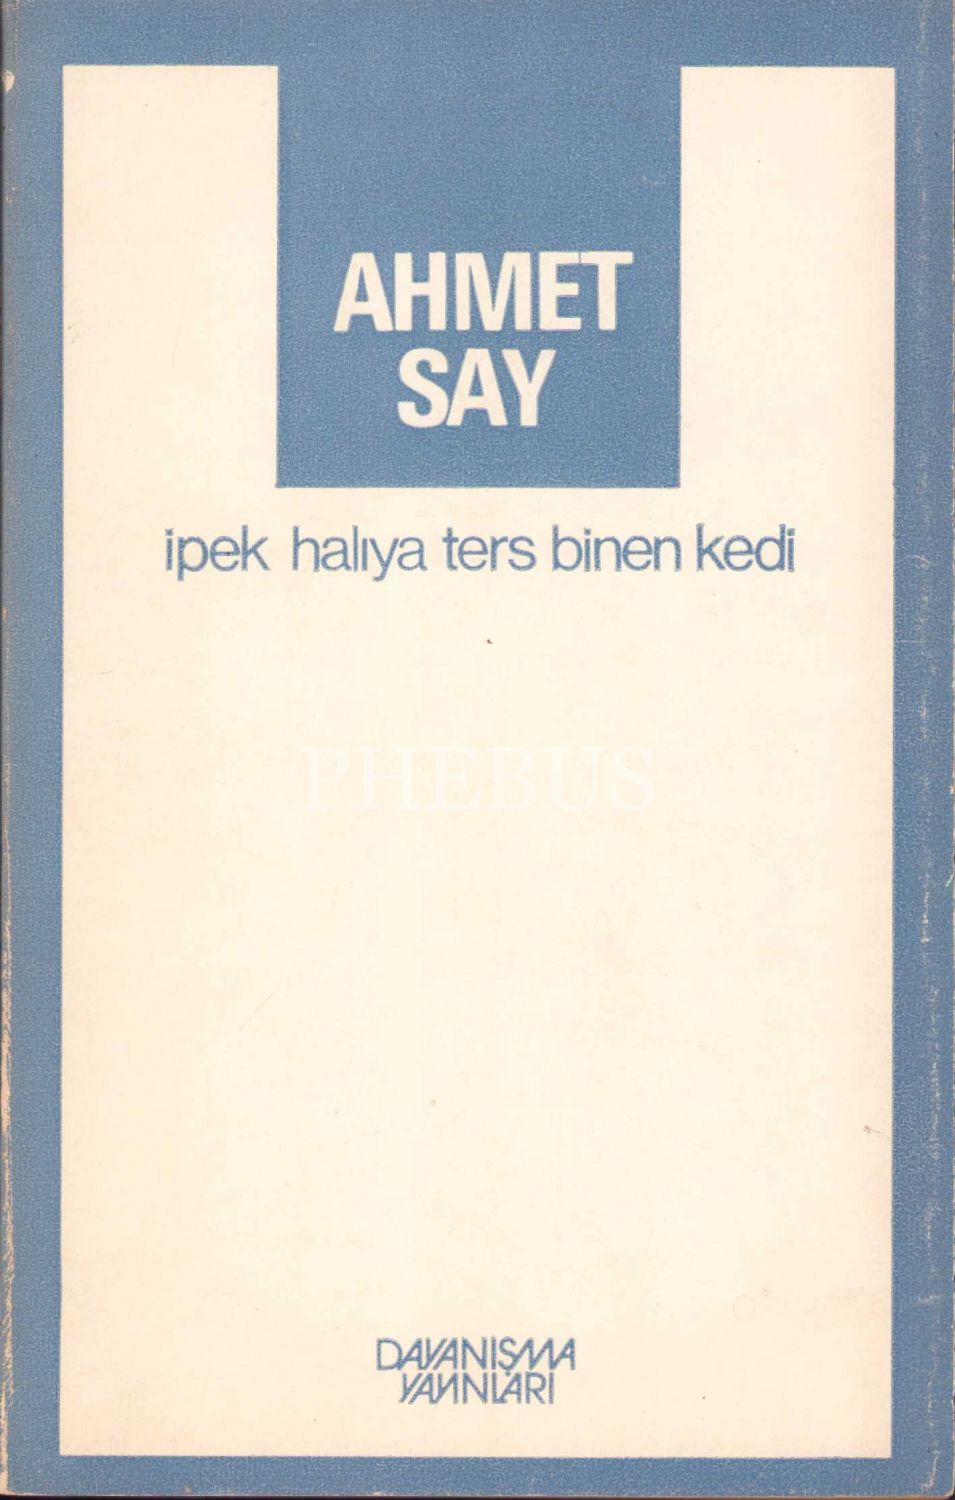 AHMET
SAY
ipek halıya ters binen kedi
PHEBUS
DAYANIŞMA
YAYINLARI